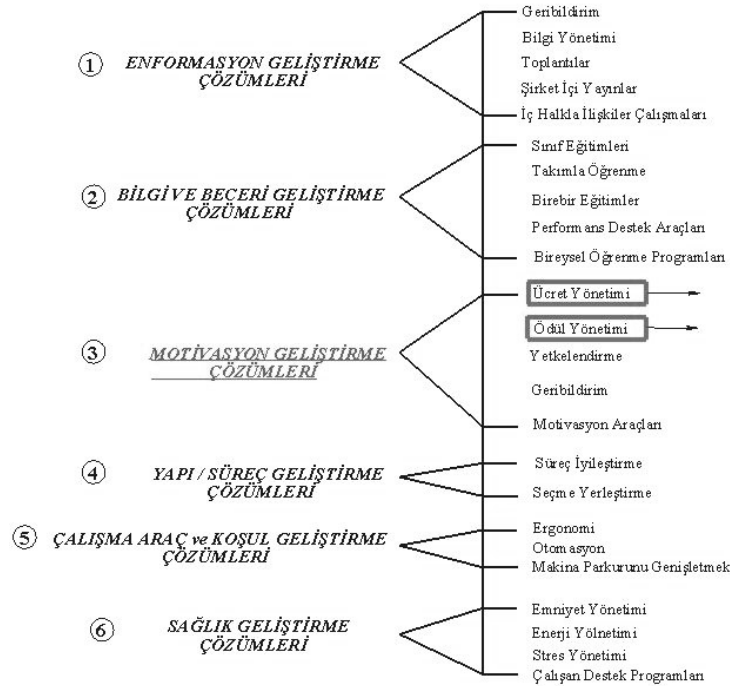 ① ENFORMASYON GELİŞTİRME
ÇÖZÜMLERİ
Geribildirim
Bilgi Yönetimi
Toplantılar
Şirket İçi Yayınlar
İç Halkla İlişkiler Çalışmaları
② BİLGİ VE BECERİ GELİŞTİRME
ÇÖZÜMLERİ
Sınıf Eğitimleri
Takımla Öğrenme
Birebir Eğitimler
Performans Destek Araçları
Bireysel Öğrenme Programları
③ MOTİVASYON GELİŞTİRME
ÇÖZÜMLERİ
Ücret Yönetimi
Ödül Yönetimi
Yetkelendirme
Geribildirim
Motivasyon Araçları
④ YAPI / SÜREÇ GELİŞTİRME
ÇÖZÜMLERİ
Süreç İyileştirme
Seçme Yerleştirme
⑤ ÇALIŞMA ARAÇ ve KOŞUL GELİŞTİRME
ÇÖZÜMLERİ
Ergonomi
Otomasyon
Makina Parkurunu Genişletmek
⑥ SAĞLIK GELİŞTİRME
ÇÖZÜMLERİ
Emniyet Yönetimi
Enerji Yölnetimi
Stres Yönetimi
Çalışan Destek Programları